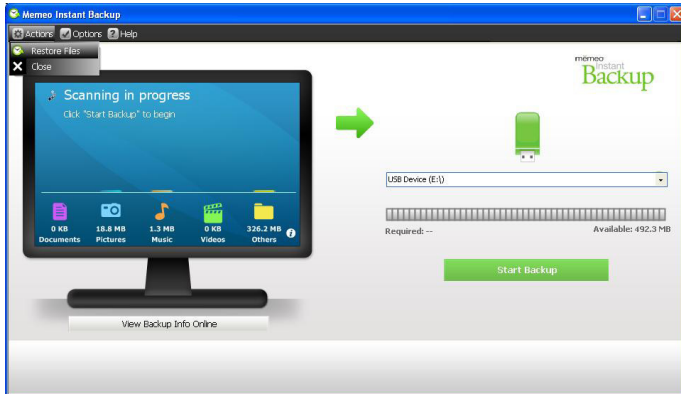 Memeo Instant Backup
Actions Options Help
Restore Files
Close
Scanning in progress
Click "Start Backup" to begin
0 KB 18.8 MB 1.3 MB 0 KB 326.2 MB
Documents Pictures Music Videos Others
View Backup Info Online
memeo
instant
Backup
USB Device (E:\)
Required: -- Available: 492.3 MB
Start Backup